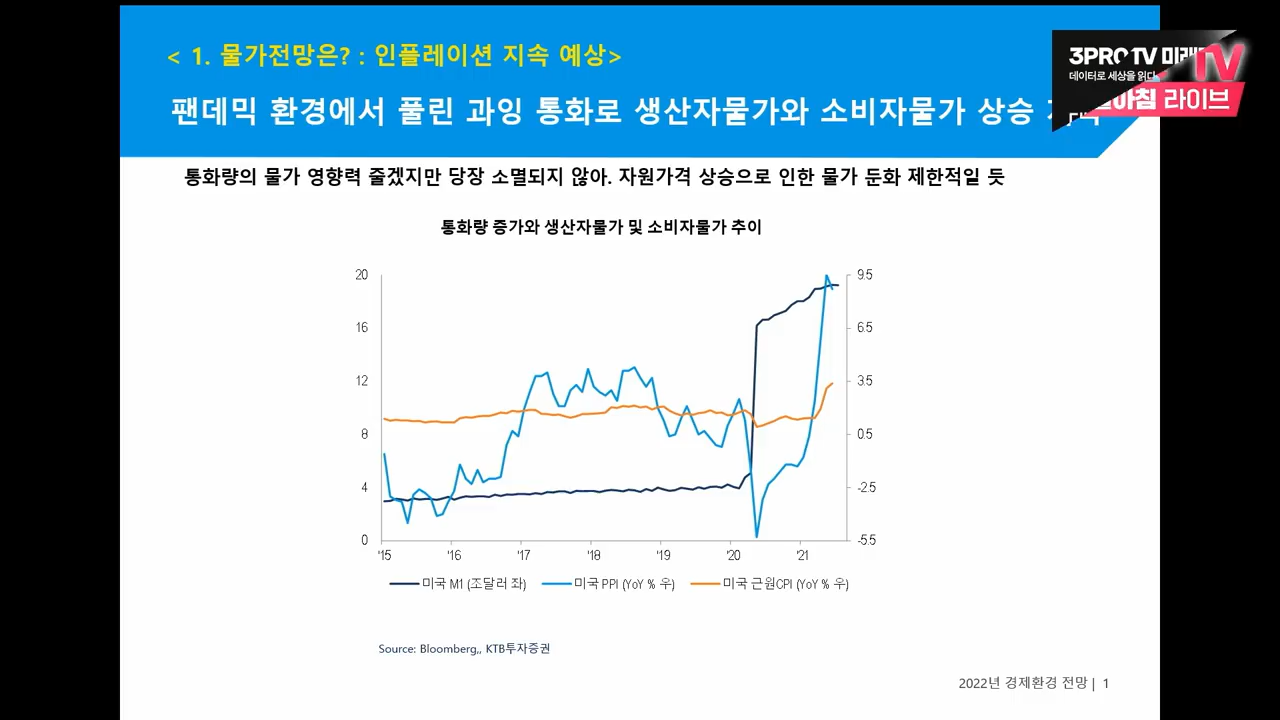 < 1. 물가전망은? : 인플레이션 지속 예상>
3PRO TV
데이터로 세상을 읽다
TV
라이브
팬데믹 환경에서 풀린 과잉 통화로 생산자물가와 소비자물가 상승
통화량의 물가 영향력 줄겠지만 당장 소멸되지 않아. 자원가격 상승으로 인한 물가 둔화 제한적일 듯
통화량 증가와 생산자물가 및 소비자물가 추이
20 9.5
16 6.5
12 3.5
8 0.5
4 -2.5
0 -5.5
'15 '16 '17 '18 '19 '20 '21
미국 M1 (조달러 좌) 미국 PPI (YoY % 우) 미국 근원CPI (YoY % 우)
Source: Bloomberg,, KTB투자증권
2022년 경제환경 전망 | 1